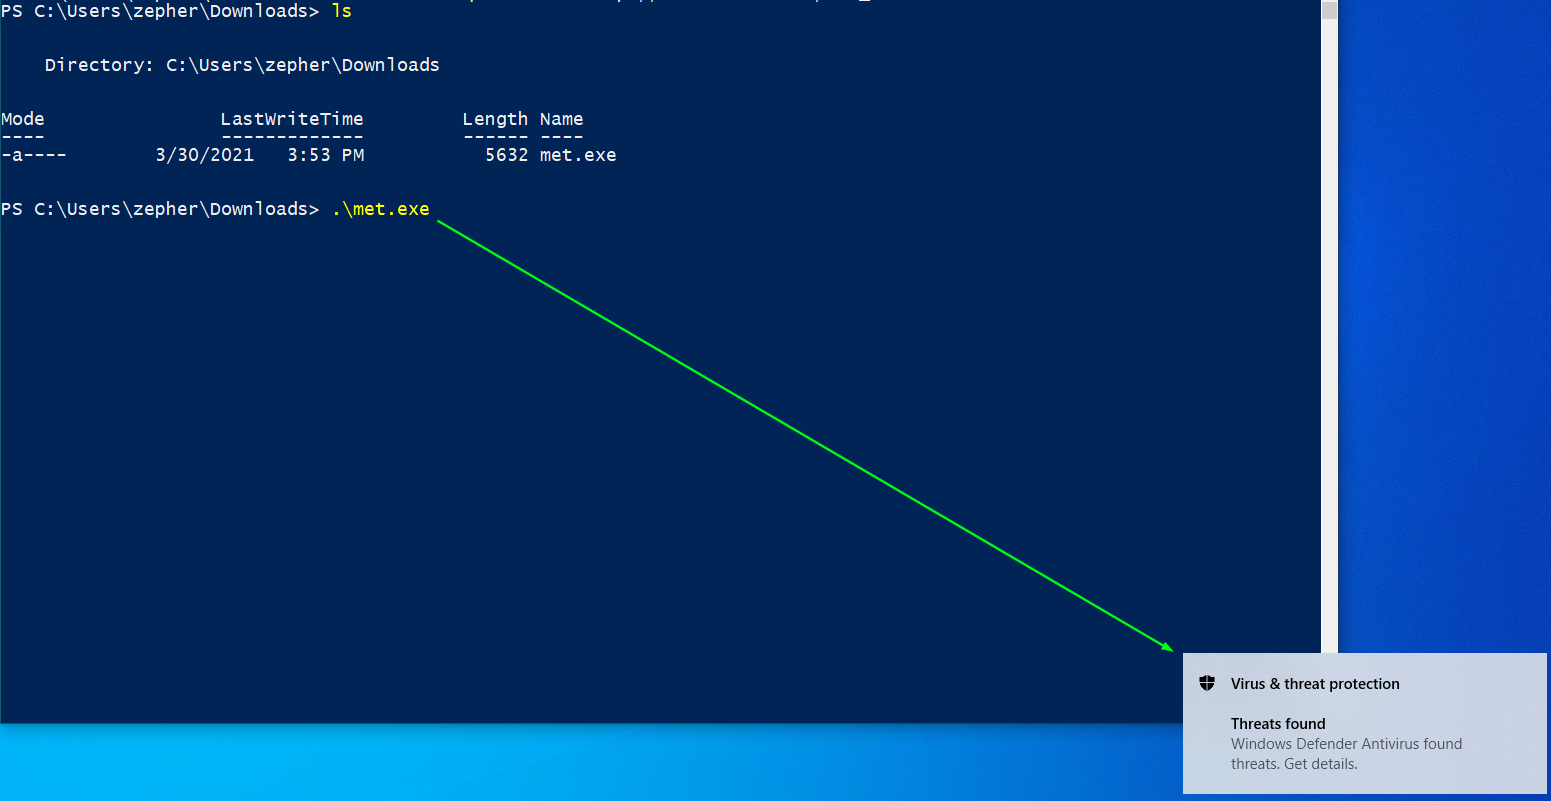 PS C:\Users\zepher\Downloads> ls
Directory: C:\Users\zepher\Downloads
Mode                LastWriteTime         Length Name
----                -------------         ------ ----
-a----        3/30/2021   3:53 PM           5632 met.exe
PS C:\Users\zepher\Downloads> .\met.exe
Virus & threat protection
Threats found
Windows Defender Antivirus found
threats. Get details.